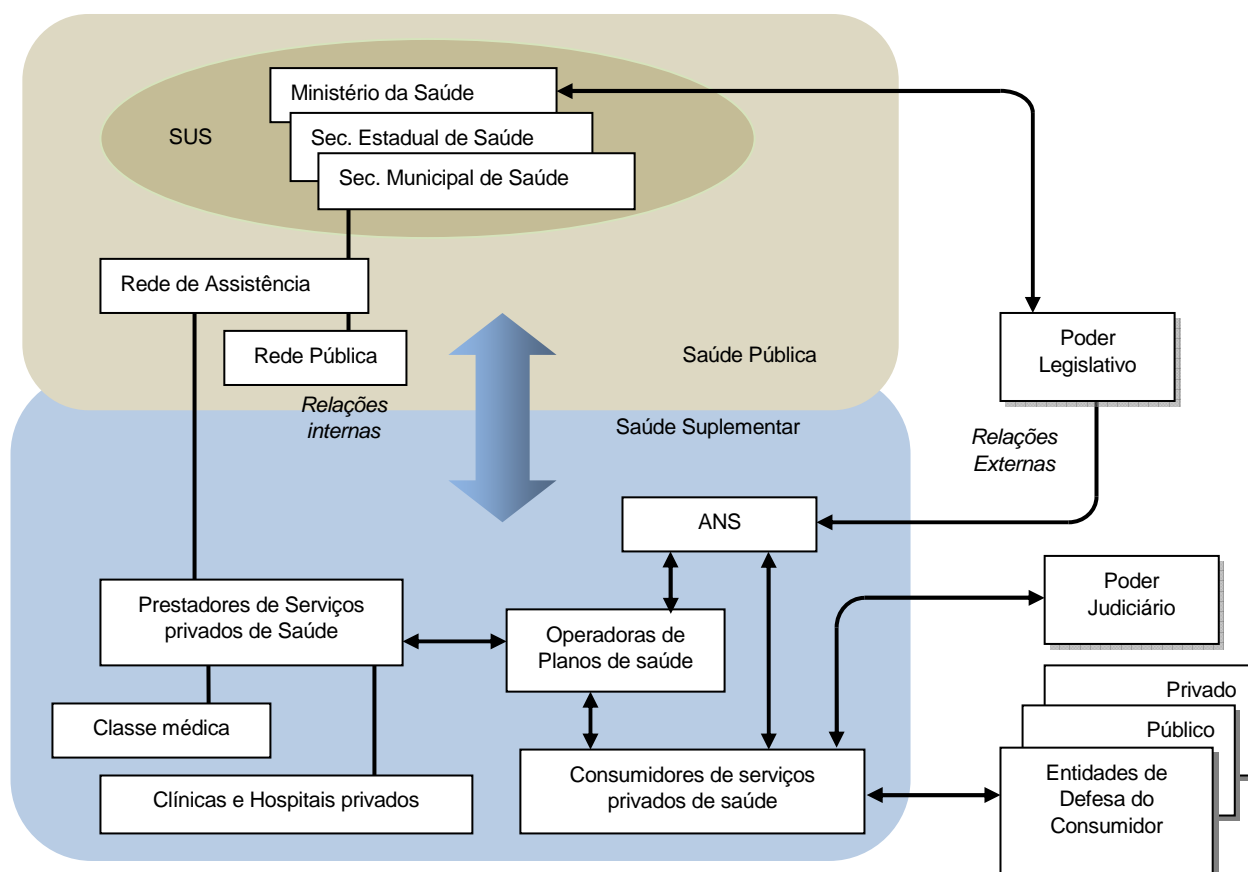 Ministério da Saúde
SUS
Sec. Estadual de Saúde
Sec. Municipal de Saúde
Rede de Assistência
Rede Pública
Saúde Pública
Poder
Legislativo
Relações
internas
Saúde Suplementar
Relações
Externas
ANS
Prestadores de Serviços
privados de Saúde
Operadoras de
Planos de saúde
Poder
Judiciário
Privado
Público
Classe médica
Clínicas e Hospitais privados
Consumidores de serviços
privados de saúde
Entidades de
Defesa do
Consumidor